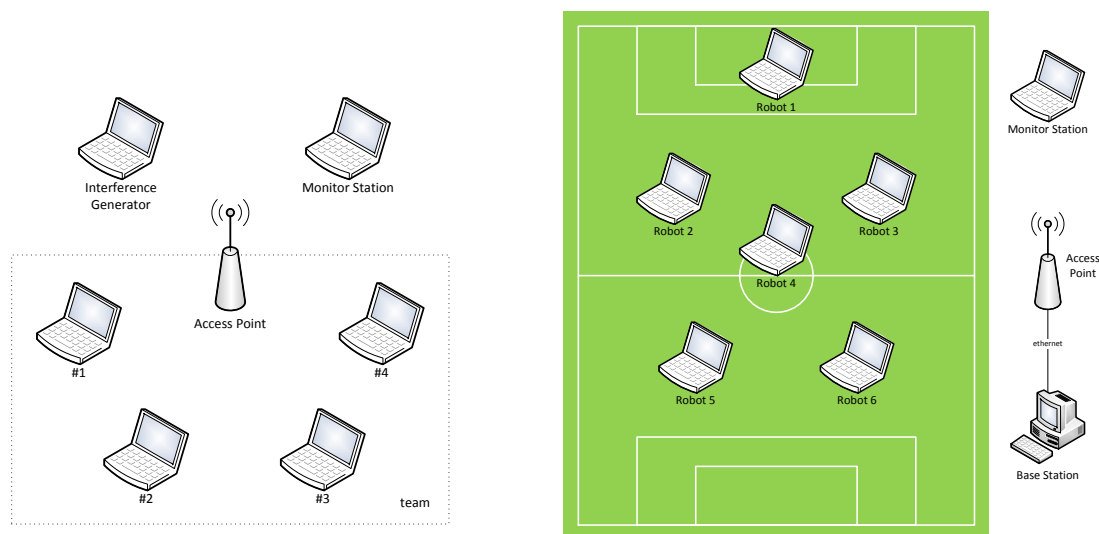 Interference
Generator
Monitor Station
Access Point
#1
#4
#2
#3
team
Robot 1
Robot 2
Robot 3
Robot 4
Robot 5
Robot 6
Monitor Station
Access
Point
ethernet
Base Station